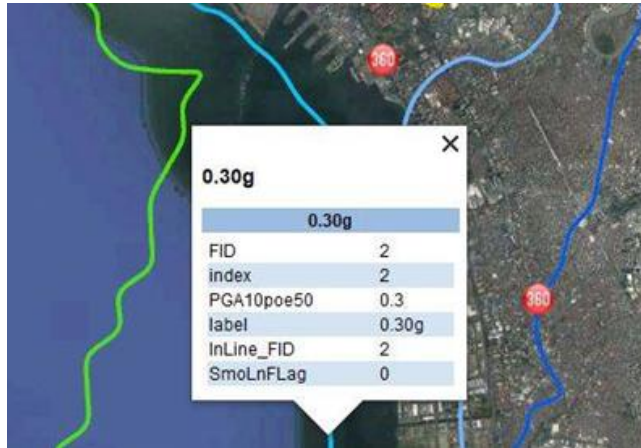 360
0.30g
0.30g
FID 2
index 2
PGA10poe50 0.3
label 0.30g
InLine_FID 2
SmoLnFLag 0
360